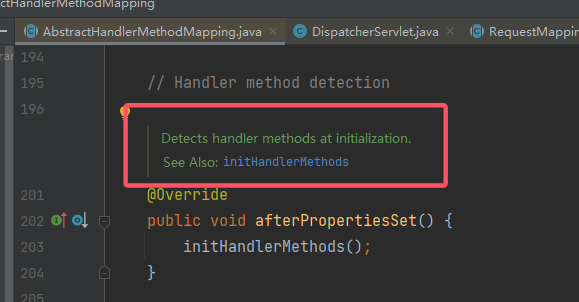 ctHandlerMethodMapping
AbstractHandlerMethodMapping.java × DispatcherServlet.java × RequestMappin
194
195 // Handler method detection
196
Detects handler methods at initialization.
See Also: initHandlerMethods
201 @Override
202 public void afterPropertiesSet() {
203 initHandlerMethods();
204 }
205